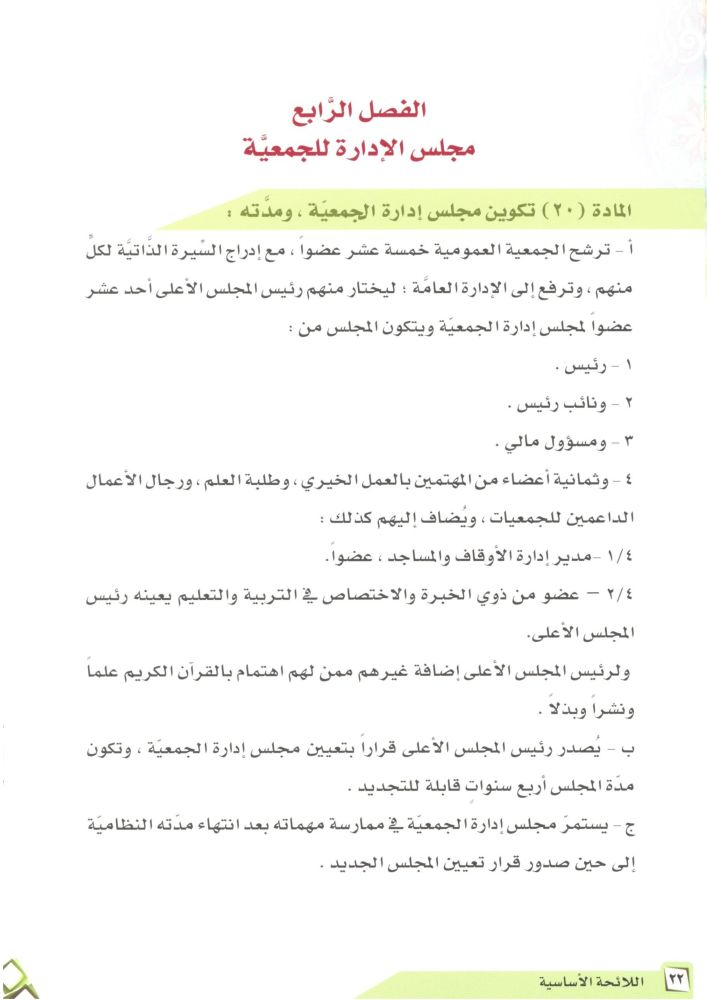 الفصل الرَّابع
مجلس الإدارة للجمعيَّة
المادة (٢٠) تكوين مجلس إدارة الجمعيّة ، ومدَّته :
أ – ترشح الجمعية العمومية خمسة عشر عضواً ، مع إدراج السِّيرة الذَّاتيَّة لكلٍّ
منهم ، وترفع إلى الإدارة العامَّة ؛ ليختار منهم رئيس المجلس الأعلى أحد عشر
عضواً لمجلس إدارة الجمعيّة ويتكون المجلس من :
١ – رئيس .
٢ – ونائب رئيس .
٣ – ومسؤول مالي .
٤ – وثمانية أعضاء من المهتمين بالعمل الخيري ، وطلبة العلم ، ورجال الأعمال
الداعمين للجمعيات ، ويُضاف إليهم كذلك :
١/٤ –مدير إدارة الأوقاف والمساجد ، عضواً.
٢/٤ – عضو من ذوي الخبرة والاختصاص في التربية والتعليم يعينه رئيس
المجلس الأعلى.
ولرئيس المجلس الأعلى إضافة غيرهم ممن لهم اهتمام بالقرآن الكريم علماً
ونشراً وبذلاً .
ب – يُصدر رئيس المجلس الأعلى قراراً بتعيين مجلس إدارة الجمعيّة ، وتكون
مدّة المجلس أربع سنواتٍ قابلة للتجديد .
ج – يستمرّ مجلس إدارة الجمعيّة في ممارسة مهماته بعد انتهاء مدّته النظاميّة
إلى حين صدور قرار تعيين المجلس الجديد .
٢٢ اللائحة الأساسية